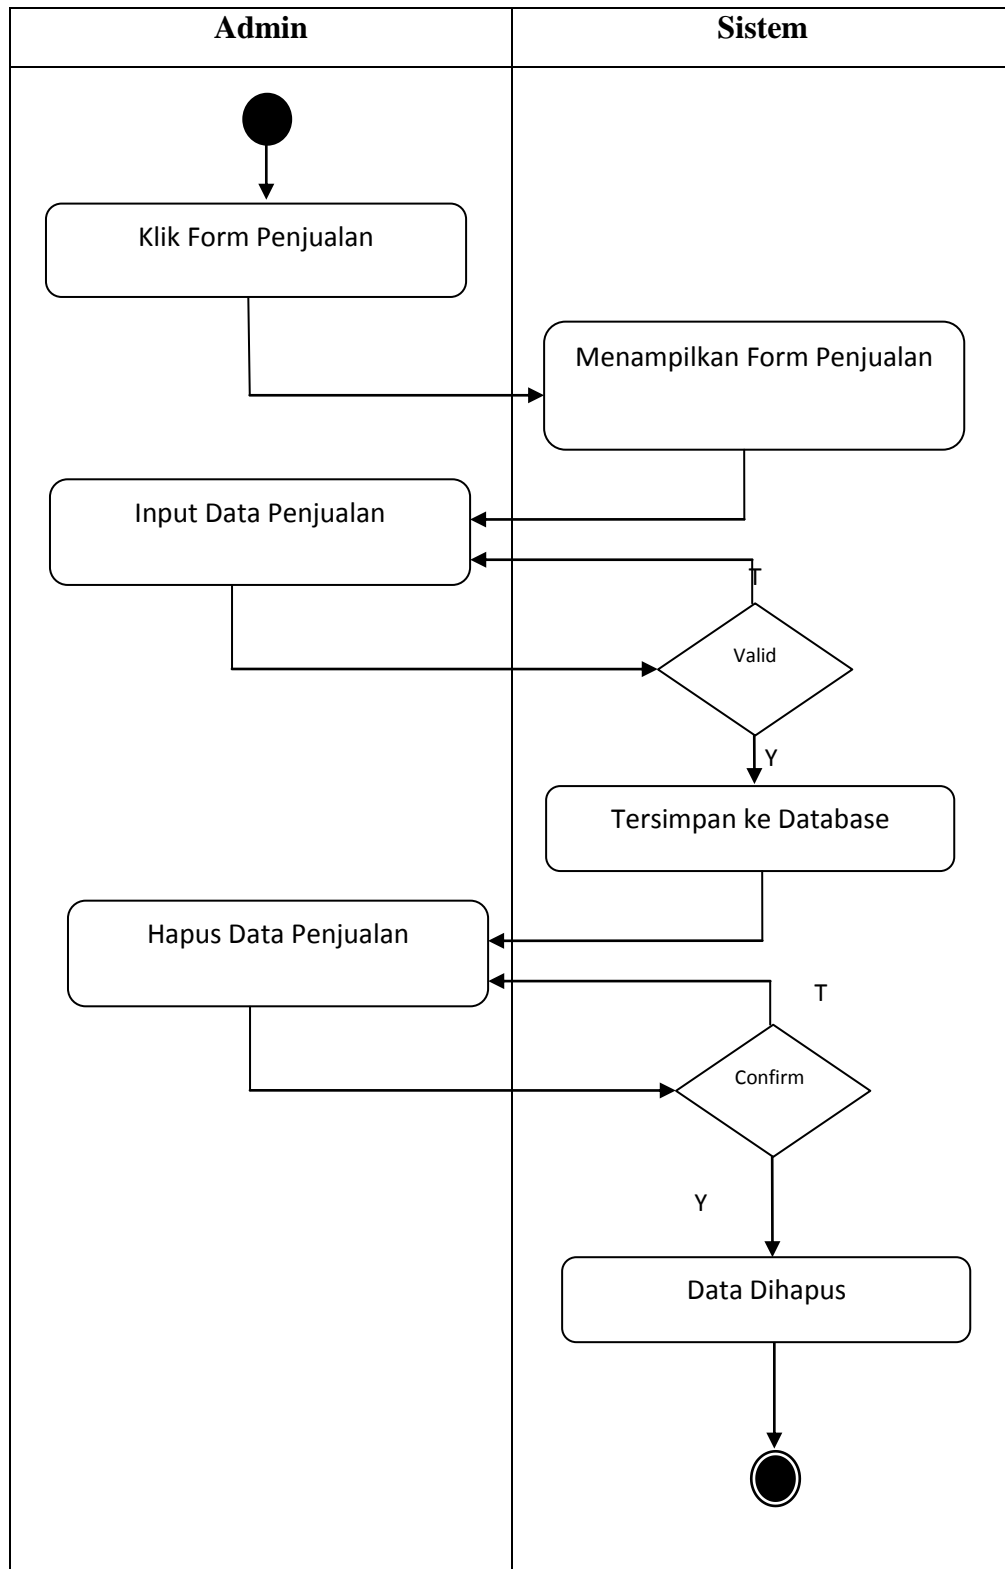 Admin
Sistem
Klik Form Penjualan
Menampilkan Form Penjualan
Input Data Penjualan
T
Valid
Y
Tersimpan ke Database
Hapus Data Penjualan
T
Confirm
Y
Data Dihapus